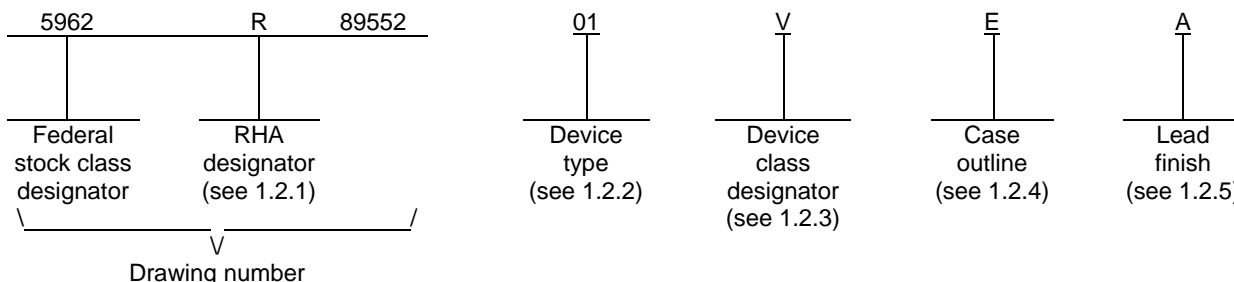 5962 R 89552 01 V E A
Federal stock class designator
RHA designator (see 1.2.1)
Device type (see 1.2.2)
Device class designator (see 1.2.3)
Case outline (see 1.2.4)
Lead finish (see 1.2.5)
Drawing number